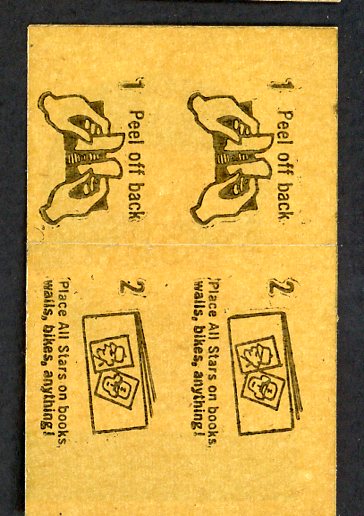 1 Peel off back.
2
Place All Stars on books,
walls, bikes, anything!
1 Peel off back.
2
Place All Stars on books,
walls, bikes, anything!